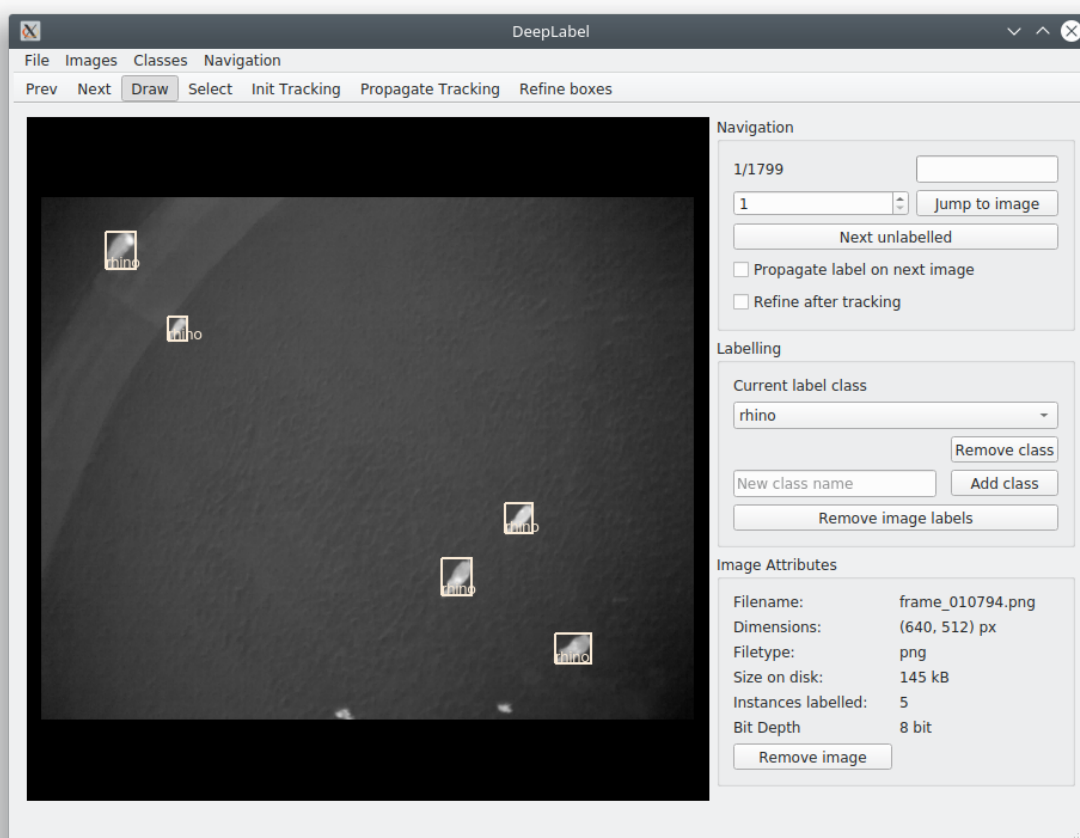 DeepLabel
File Images Classes Navigation
Prev Next Draw Select Init Tracking Propagate Tracking Refine boxes
rhino
rhino
rhino
rhino
rhino
Navigation
1/1799
1 Jump to image
Next unlabelled
Propagate label on next image
Refine after tracking
Labelling
Current label class
rhino
Remove class
New class name Add class
Remove image labels
Image Attributes
Filename: frame_010794.png
Dimensions: (640, 512) px
Filetype: png
Size on disk: 145 kB
Instances labelled: 5
Bit Depth 8 bit
Remove image